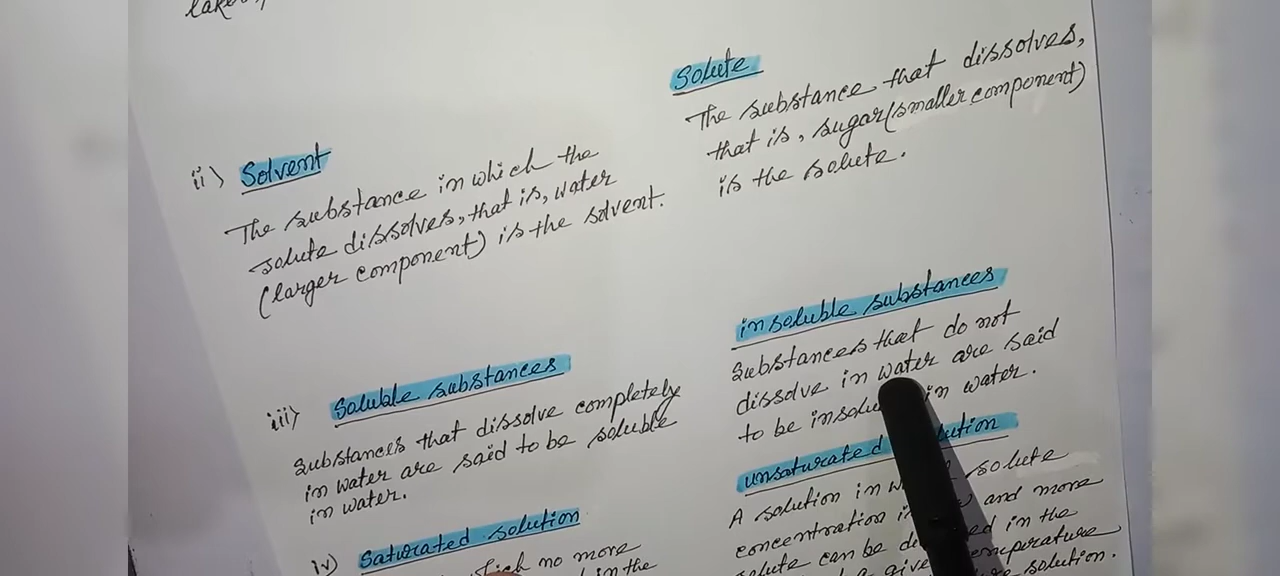 ii) Solvent
The substance in which the
solute dissolves, that is, water
(larger component) is the solvent.
Solute
The substance that dissolves,
that is, sugar (smaller component)
is the solute.
iii) Soluble substances
Substances that dissolve completely
in water are said to be soluble
in water.
insoluble substances
Substances that do not
dissolve in water are said
to be in water.
iv) Saturated solution
no more
in the
unsaturated
A solution in solute
concentration and more
solute can be in the
temperature
solution.